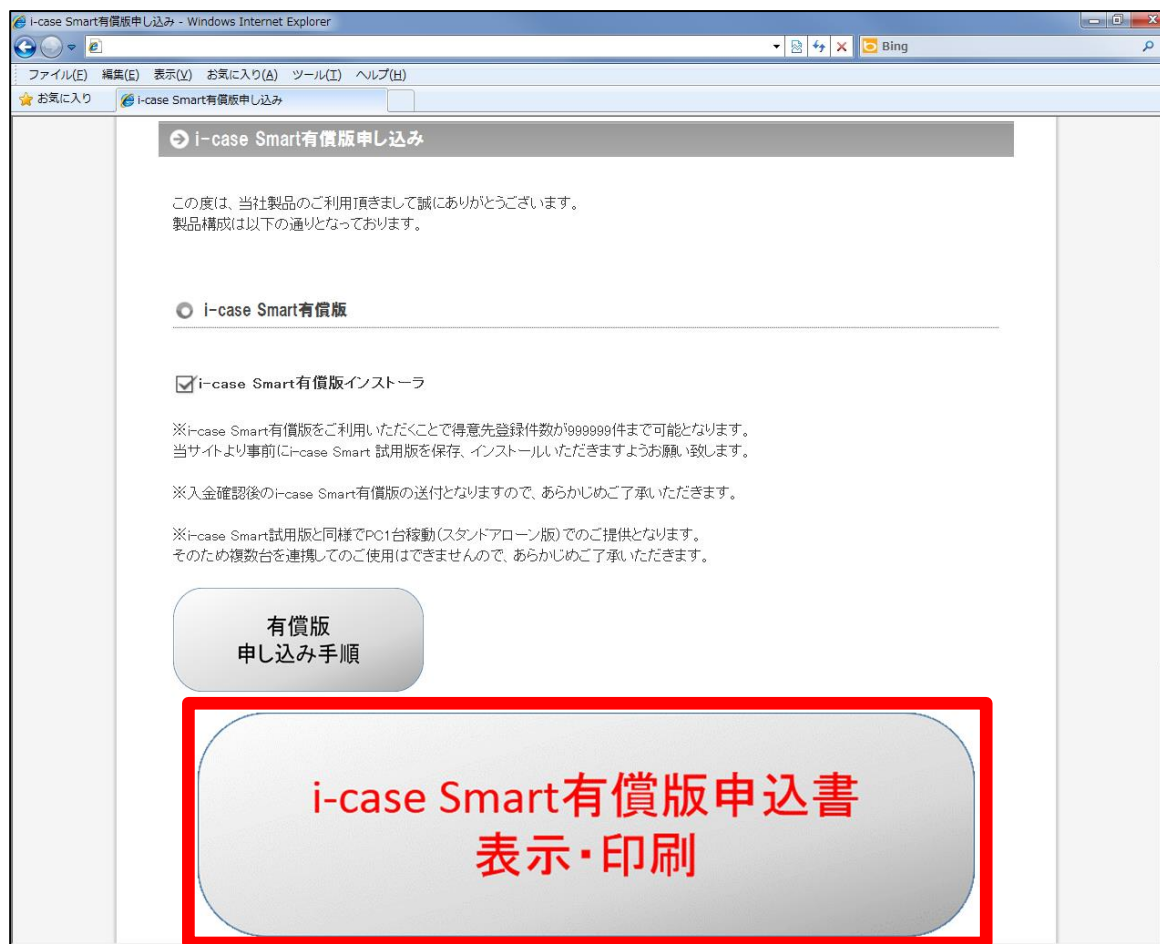 i-case Smart有償版申し込み - Windows Internet Explorer
Bing
ファイル(F) 編集(E) 表示(V) お気に入り(A) ツール(T) ヘルプ(H)
お気に入り
i-case Smart有償版申し込み
i-case Smart有償版申し込み
この度は、当社製品のご利用頂きまして誠にありがとうございます。
製品構成は以下の通りとなっております。
i-case Smart有償版
i-case Smart有償版インストーラ
※i-case Smart有償版をご利用いただくことで得意先登録件数が999999件まで可能となります。
当サイトより事前にi-case Smart 試用版を保存、インストールいただきますようお願い致します。
※入金確認後のi-case Smart有償版の送付となりますので、あらかじめご了承いただきます。
※i-case Smart試用版と同様でPC1台稼動(スタンドアローン版)でのご提供となります。
そのため複数台を連携してのご使用はできませんので、あらかじめご了承いただきます。
有償版
申し込み手順
i-case Smart有償版申込書
表示・印刷